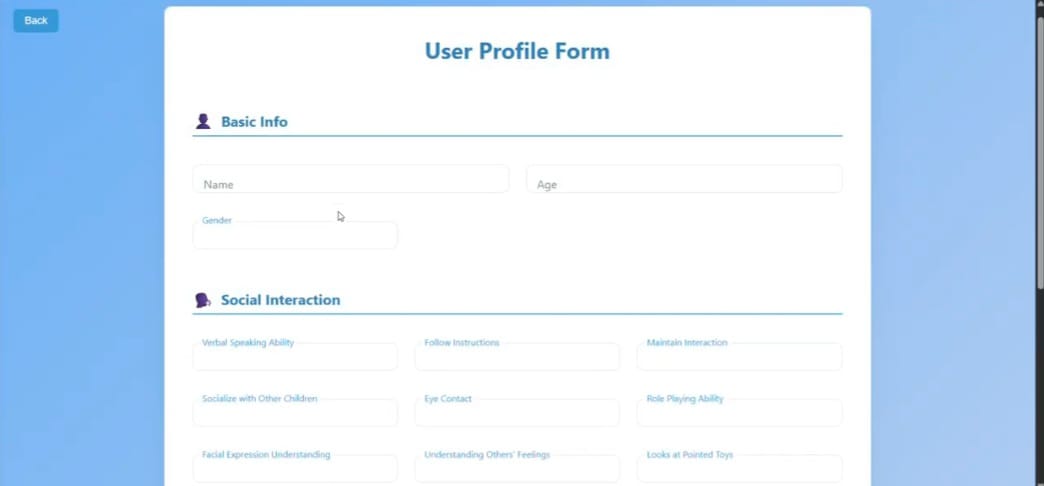 Back
User Profile Form
Basic Info
Name Age
Gender
Social Interaction
Verbal Speaking Ability Follow Instructions Maintain Interaction
Socialize with Other Children Eye Contact Role Playing Ability
Facial Expression Understanding Understanding Others' Feelings Looks at Pointed Toys